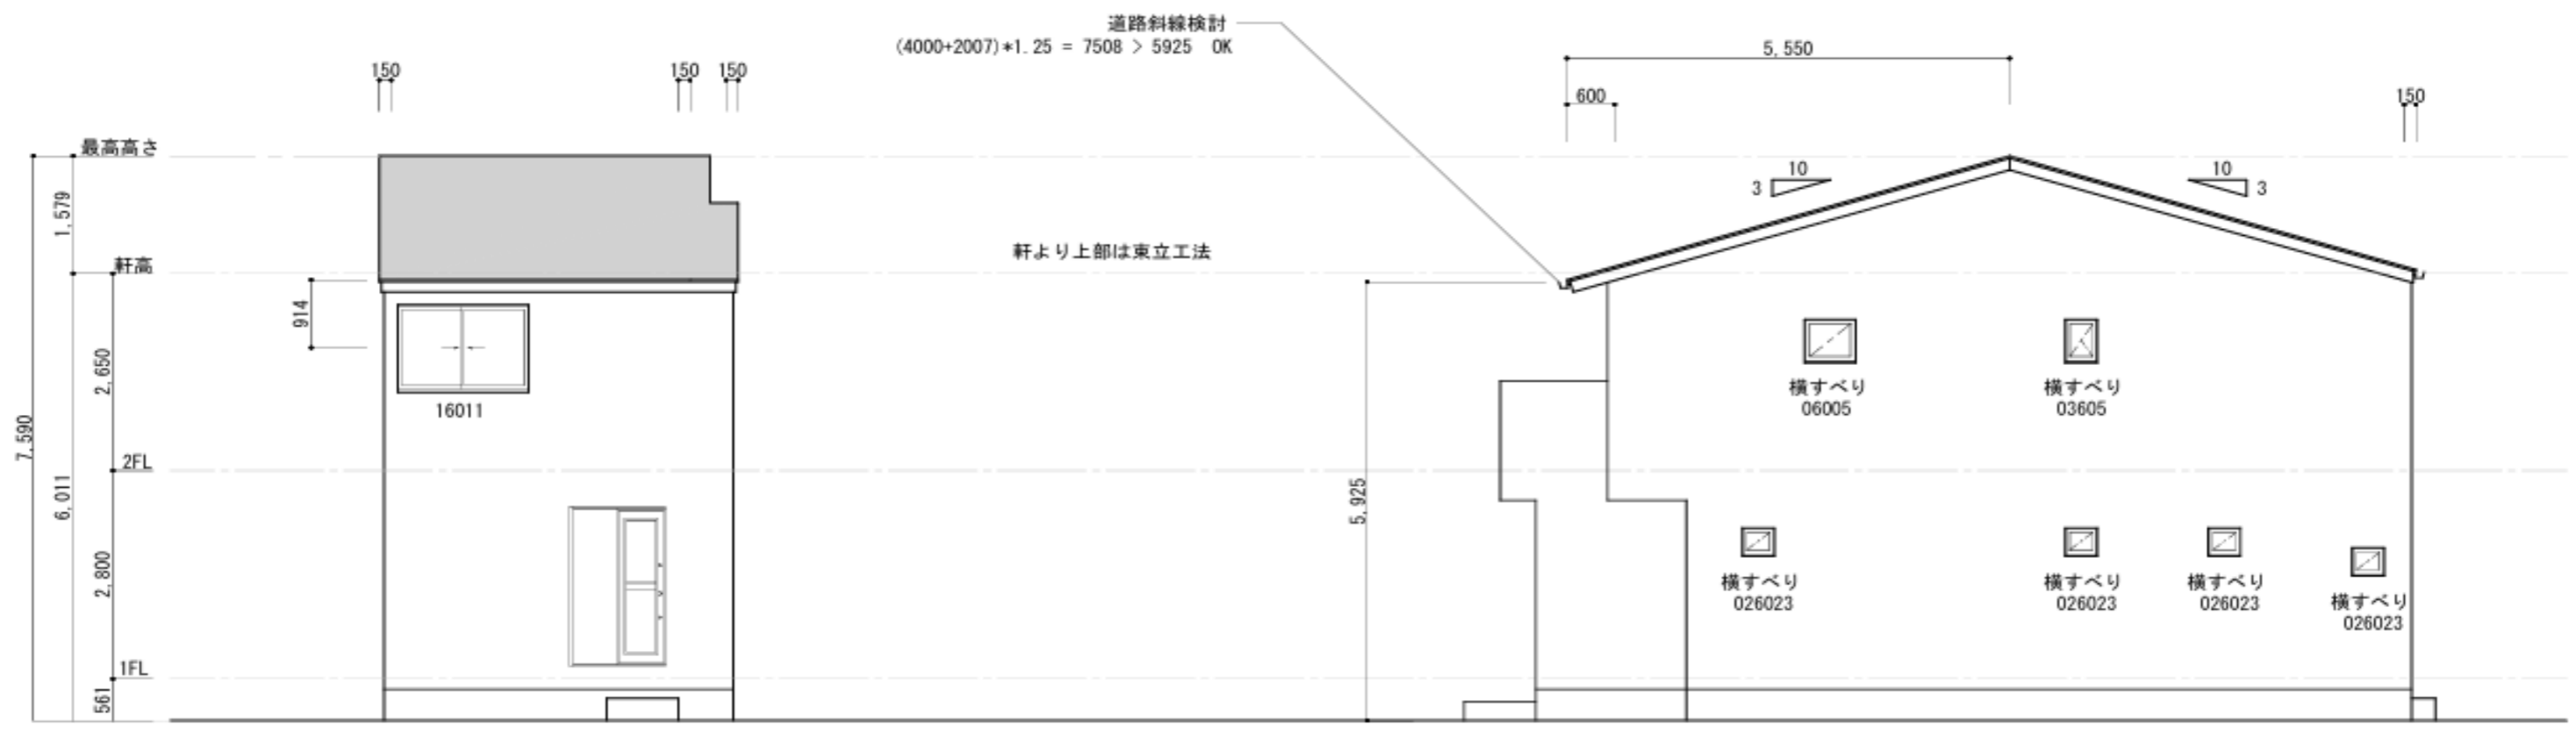 道路斜線検討
(4000+2007)*1.25 = 7508 > 5925 OK
150
150
150
5,550
600
150
最高高さ
10
3
10
3
1,579
軒より上部は束立工法
軒高
914
2,650
16011
横すべり
06005
横すべり
03605
7,590
2FL
6,011
5,925
2,800
横すべり
026023
横すべり
026023
横すべり
026023
横すべり
026023
1FL
561